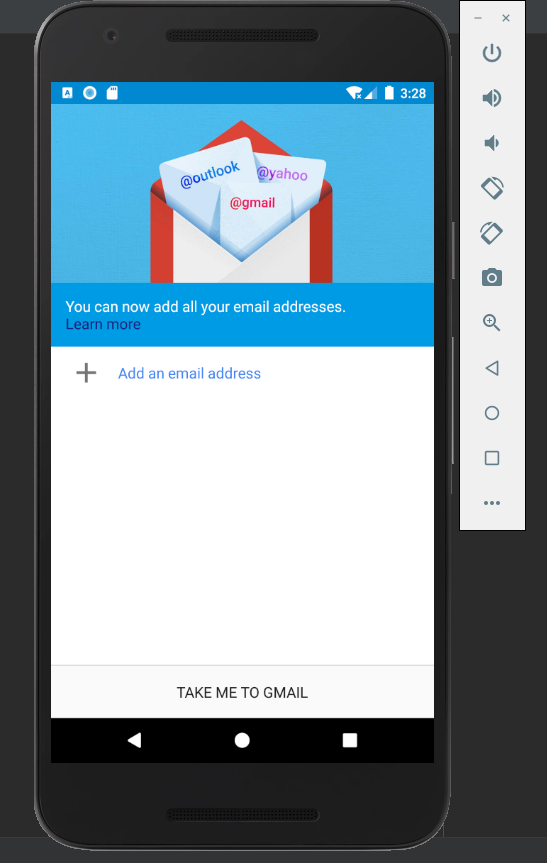 A
3:28
@outlook
@yahoo
@gmail
You can now add all your email addresses.
Learn more
Add an email address
TAKE ME TO GMAIL